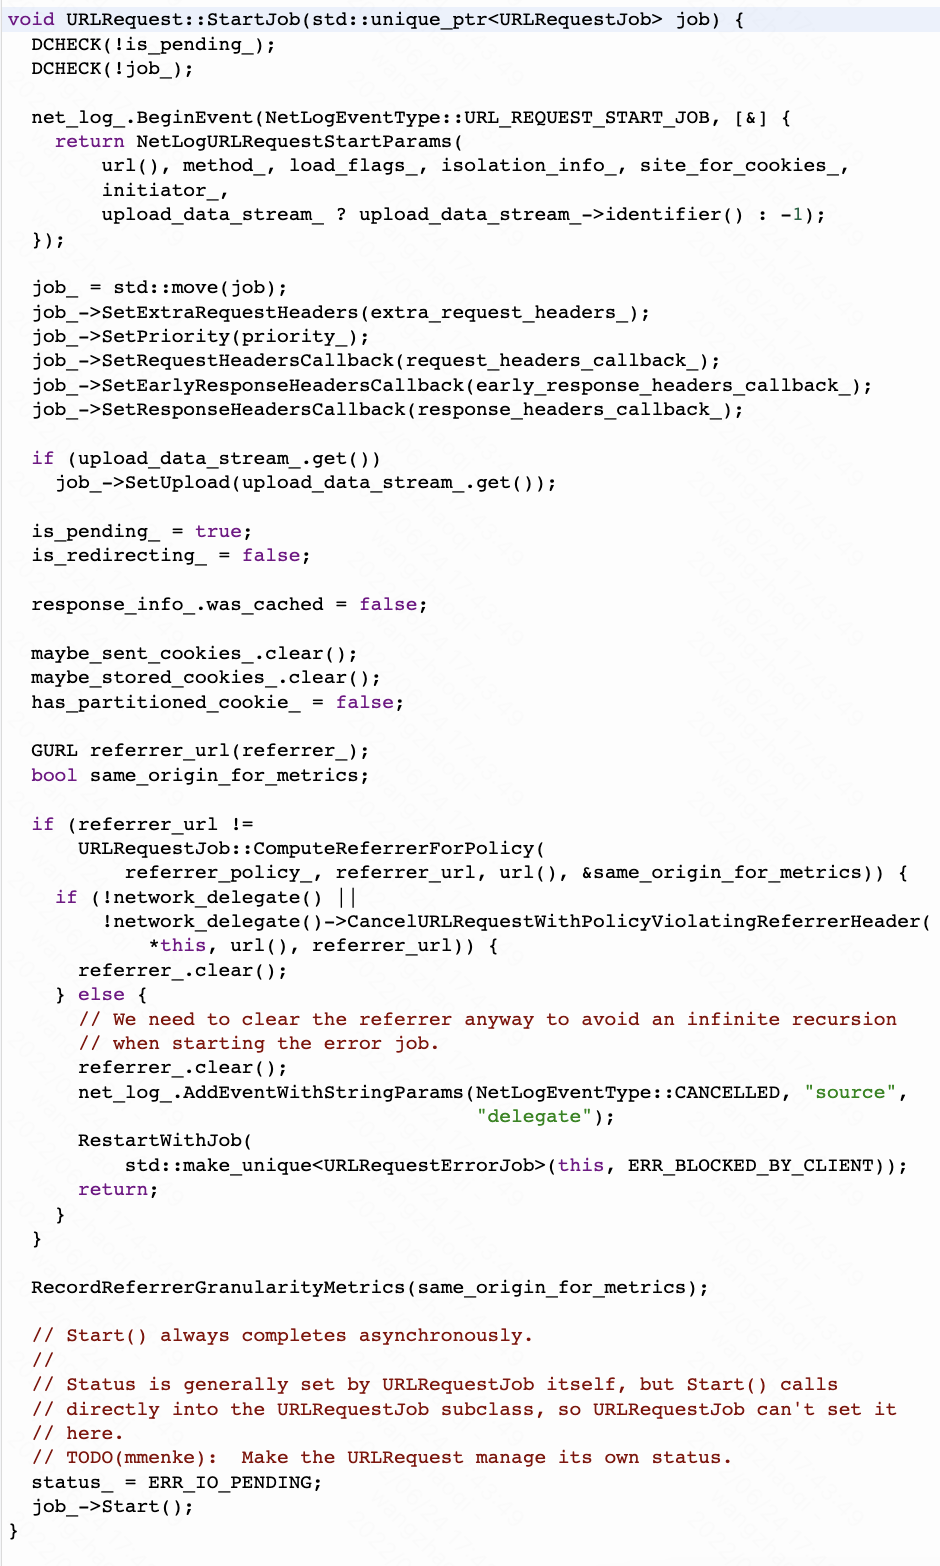 void URLRequest::StartJob(std::unique_ptr<URLRequestJob> job) {
  DCHECK(!is_pending_);
  DCHECK(!job_);

  net_log_.BeginEvent(NetLogEventType::URL_REQUEST_START_JOB, [&] {
    return NetLogURLRequestStartParams(
        url(), method_, load_flags_, isolation_info_, site_for_cookies_,
        initiator_,
        upload_data_stream_ ? upload_data_stream_->identifier() : -1);
  });

  job_ = std::move(job);
  job_->SetExtraRequestHeaders(extra_request_headers_);
  job_->SetPriority(priority_);
  job_->SetRequestHeadersCallback(request_headers_callback_);
  job_->SetEarlyResponseHeadersCallback(early_response_headers_callback_);
  job_->SetResponseHeadersCallback(response_headers_callback_);

  if (upload_data_stream_.get())
    job_->SetUpload(upload_data_stream_.get());

  is_pending_ = true;
  is_redirecting_ = false;

  response_info_.was_cached = false;

  maybe_sent_cookies_.clear();
  maybe_stored_cookies_.clear();
  has_partitioned_cookie_ = false;

  GURL referrer_url(referrer_);
  bool same_origin_for_metrics;

  if (referrer_url !=
      URLRequestJob::ComputeReferrerForPolicy(
          referrer_policy_, referrer_url, url(), &same_origin_for_metrics)) {
    if (!network_delegate() ||
        !network_delegate()->CancelURLRequestWithPolicyViolatingReferrerHeader(
            *this, url(), referrer_url)) {
      referrer_.clear();
    } else {
      // We need to clear the referrer anyway to avoid an infinite recursion
      // when starting the error job.
      referrer_.clear();
      net_log_.AddEventWithStringParams(NetLogEventType::CANCELLED, "source",
                                        "delegate");
      RestartWithJob(
          std::make_unique<URLRequestErrorJob>(this, ERR_BLOCKED_BY_CLIENT));
      return;
    }
  }

  RecordReferrerGranularityMetrics(same_origin_for_metrics);

  // Start() always completes asynchronously.
  //
  // Status is generally set by URLRequestJob itself, but Start() calls
  // directly into the URLRequestJob subclass, so URLRequestJob can't set it
  // here.
  // TODO(mmenke):  Make the URLRequest manage its own status.
  status_ = ERR_IO_PENDING;
  job_->Start();
}